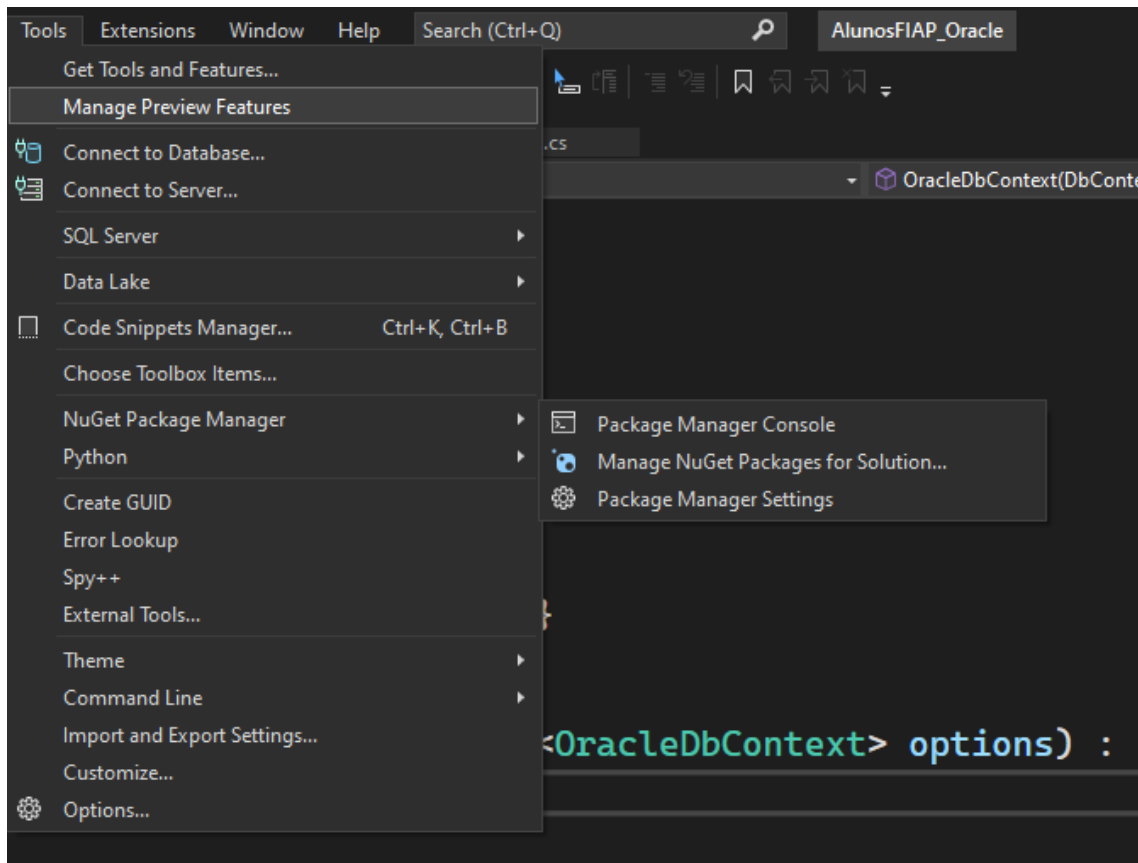 Tools Extensions Window Help Search (Ctrl+Q) AlunosFIAP_Oracle
Get Tools and Features...
Manage Preview Features
.cs
Connect to Database...
OracleDbContext(DbConte
Connect to Server...
SQL Server
Data Lake
Code Snippets Manager... Ctrl+K, Ctrl+B
Choose Toolbox Items...
NuGet Package Manager
Package Manager Console
Python
Manage NuGet Packages for Solution...
Package Manager Settings
Create GUID
Error Lookup
Spy++
External Tools...
}
Theme
Command Line
Import and Export Settings...
<OracleDbContext> options) :
Customize...
Options...